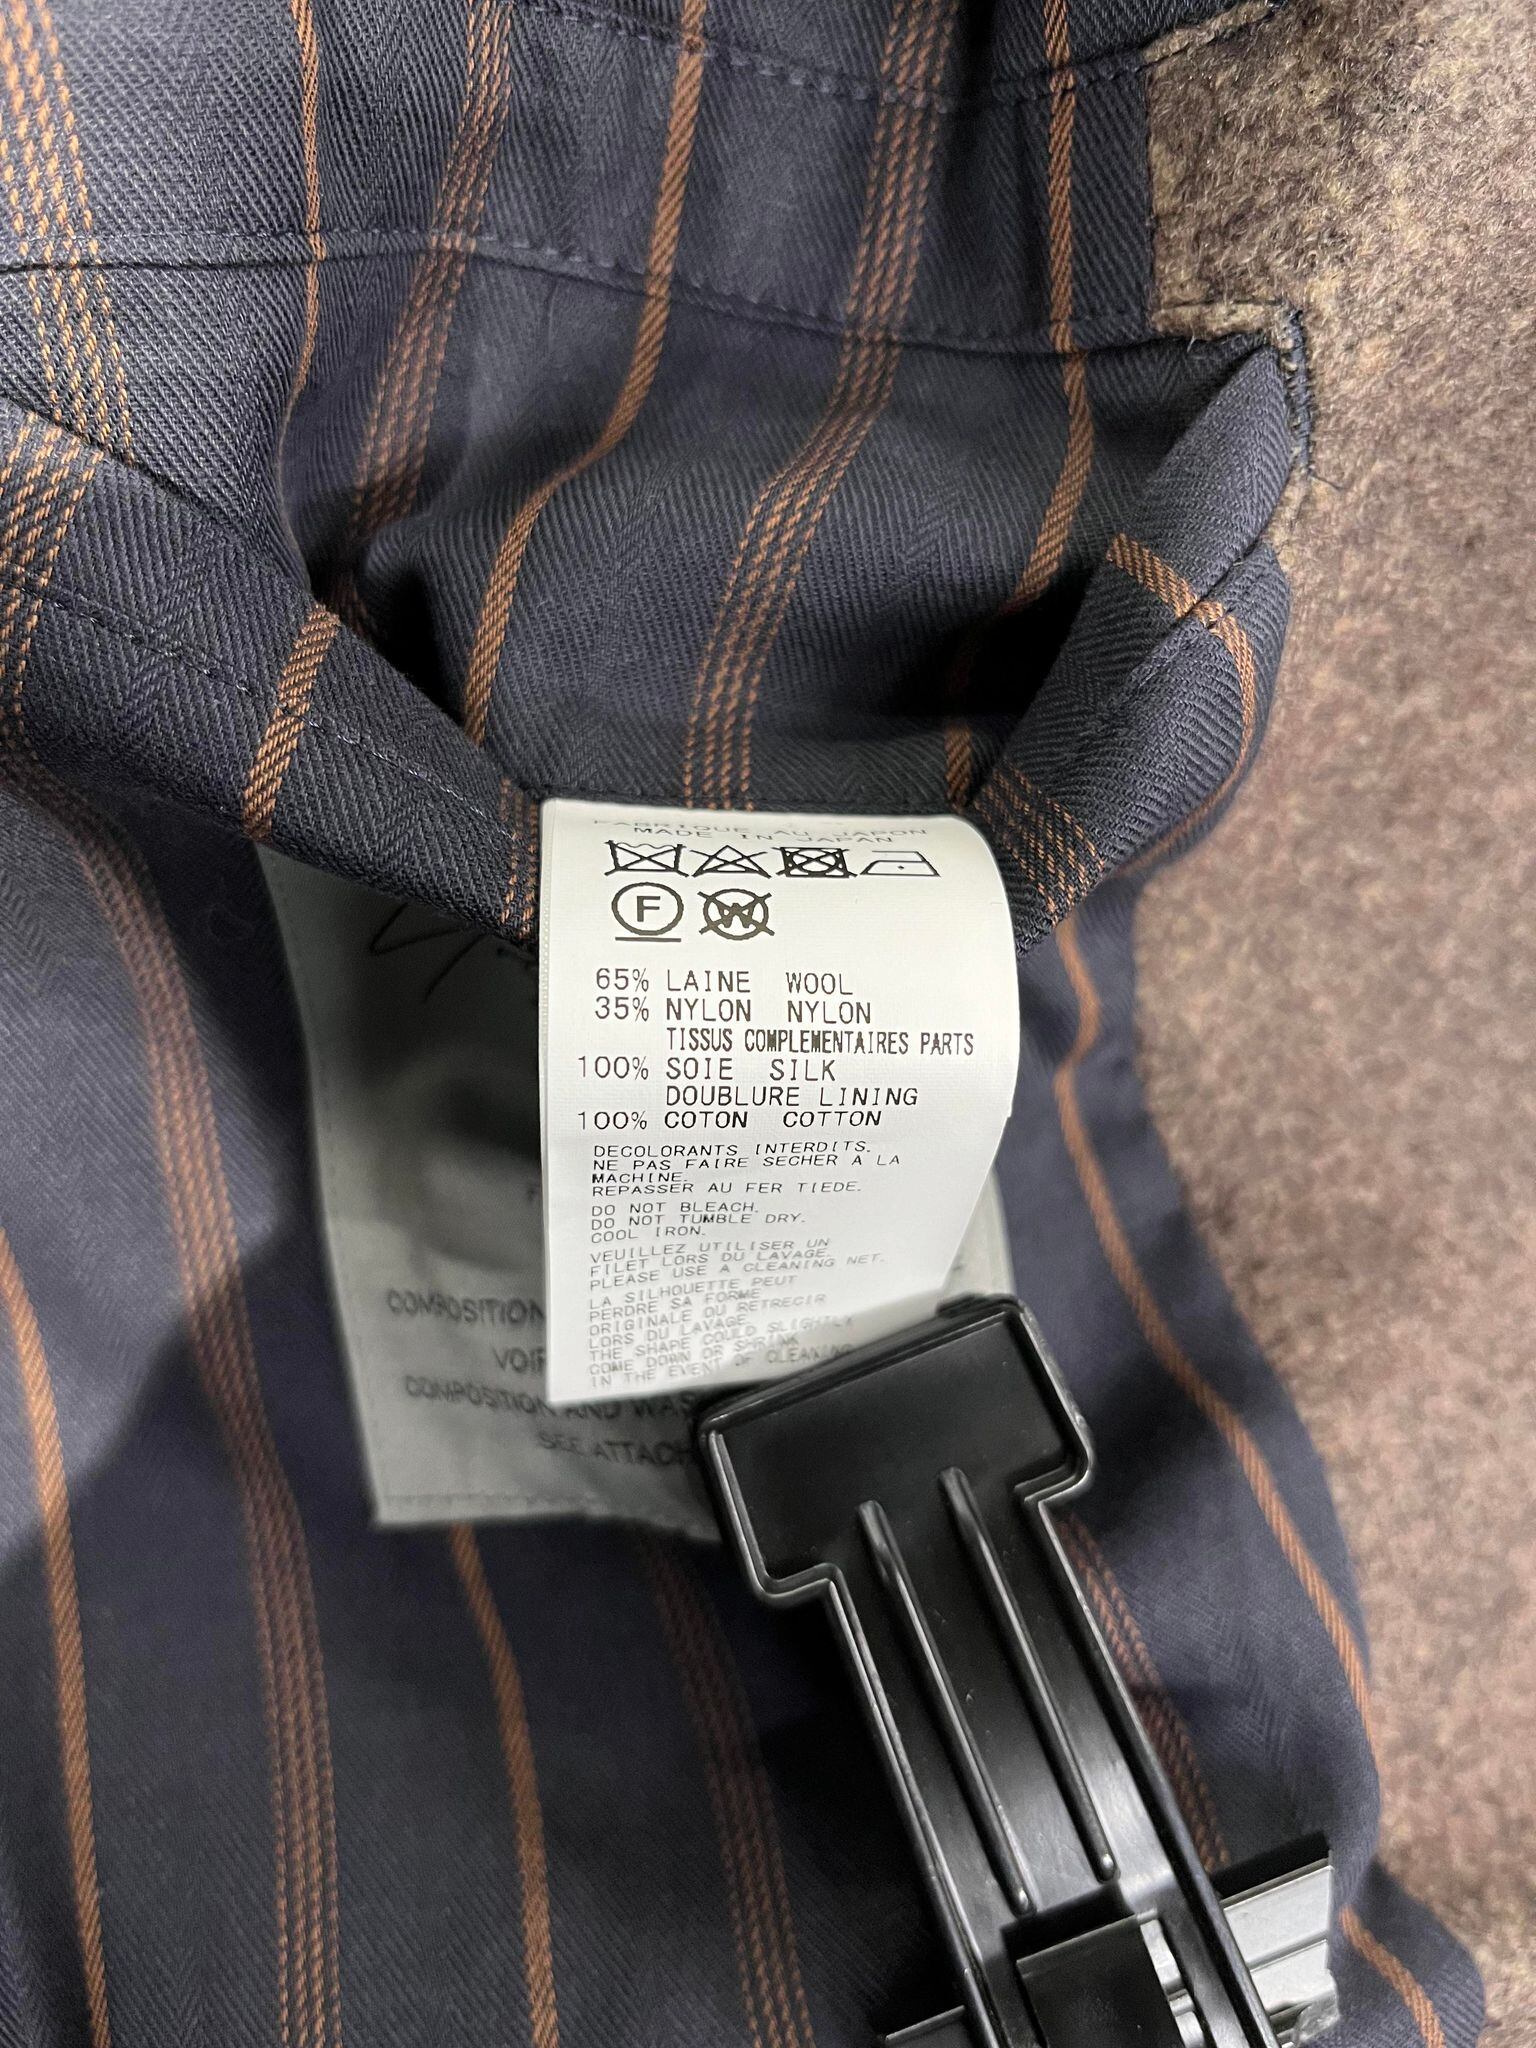 FABRIQUE AU JAPON
MADE IN JAPAN
F
W
65% LAINE WOOL
35% NYLON NYLON
TISSUS COMPLEMENTAIRES PARTS
100% SOIE SILK
DOUBLURE LINING
100% COTON COTTON
DECOLORANTS INTERDITS.
NE PAS FAIRE SECHER A LA
MACHINE.
REPASSER AU FER TIEDE.
DO NOT BLEACH.
DO NOT TUMBLE DRY.
COOL IRON.
VEUILLEZ UTILISER UN
FILET LORS DU LAVAGE.
PLEASE USE A CLEANING NET.
LA SILHOUETTE PEUT
PERDRE SA FORME
ORIGINALE OU RETRECIR
LORS DU LAVAGE.
THE SHAPE COULD SLIGHTLY
COME DOWN OR SHRINK
IN THE EVENT OF CLEANING
COMPOSITION
VOIR
COMPOSITION AND WAS
SEE ATTACH